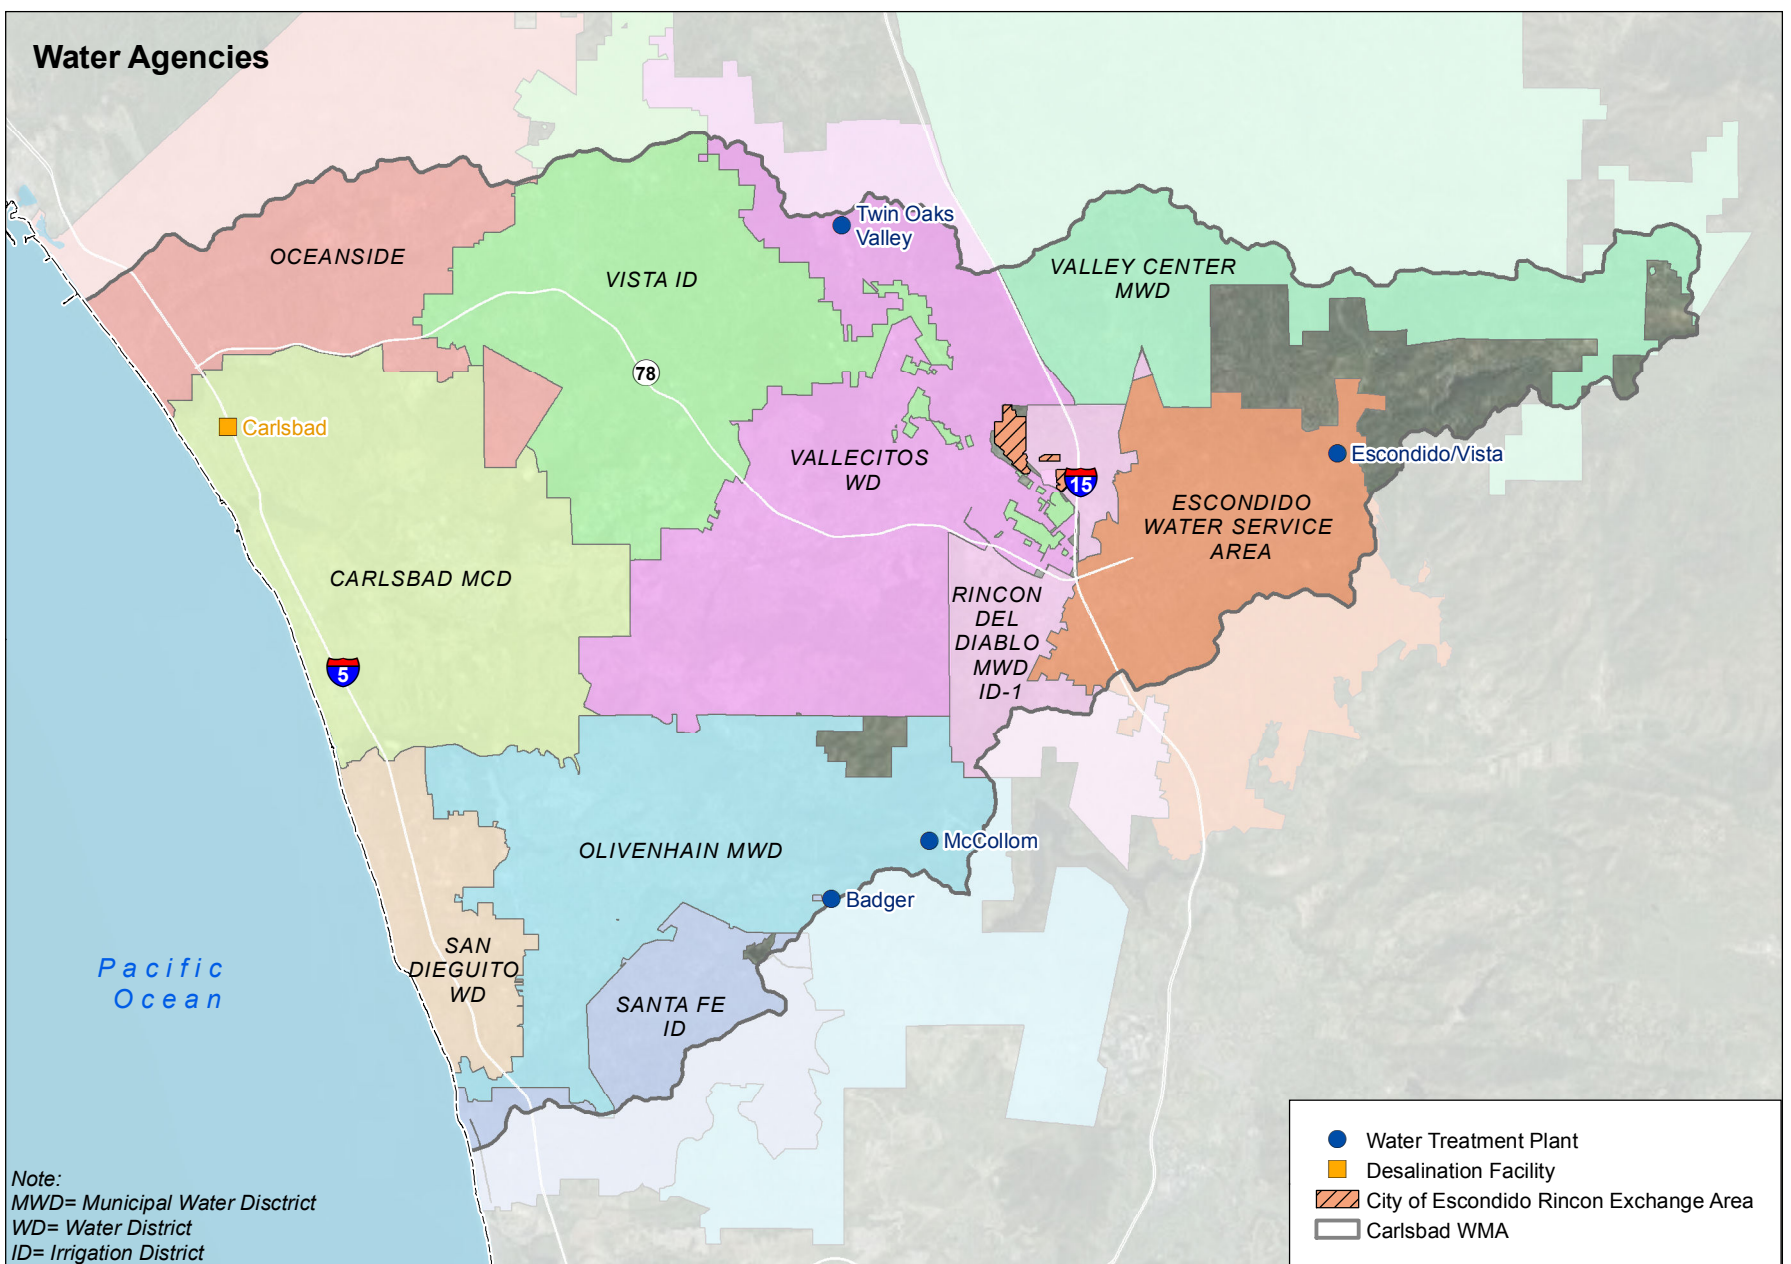 Water Agencies
Twin Oaks
Valley
OCEANSIDE
VISTA ID
VALLEY CENTER
MWD
78
Carlsbad
VALLECITOS
WD
Escondido/Vista
15
ESCONDIDO
WATER SERVICE
AREA
CARLSBAD MCD
RINCON
DEL
DIABLO
MWD
ID-1
5
OLIVENHAIN MWD
McCollom
Badger
SAN
DIEGUITO
WD
Pacific
Ocean
SANTA FE
ID
Note:
MWD= Municipal Water Disctrict
WD= Water District
ID= Irrigation District
Water Treatment Plant
Desalination Facility
City of Escondido Rincon Exchange Area
Carlsbad WMA